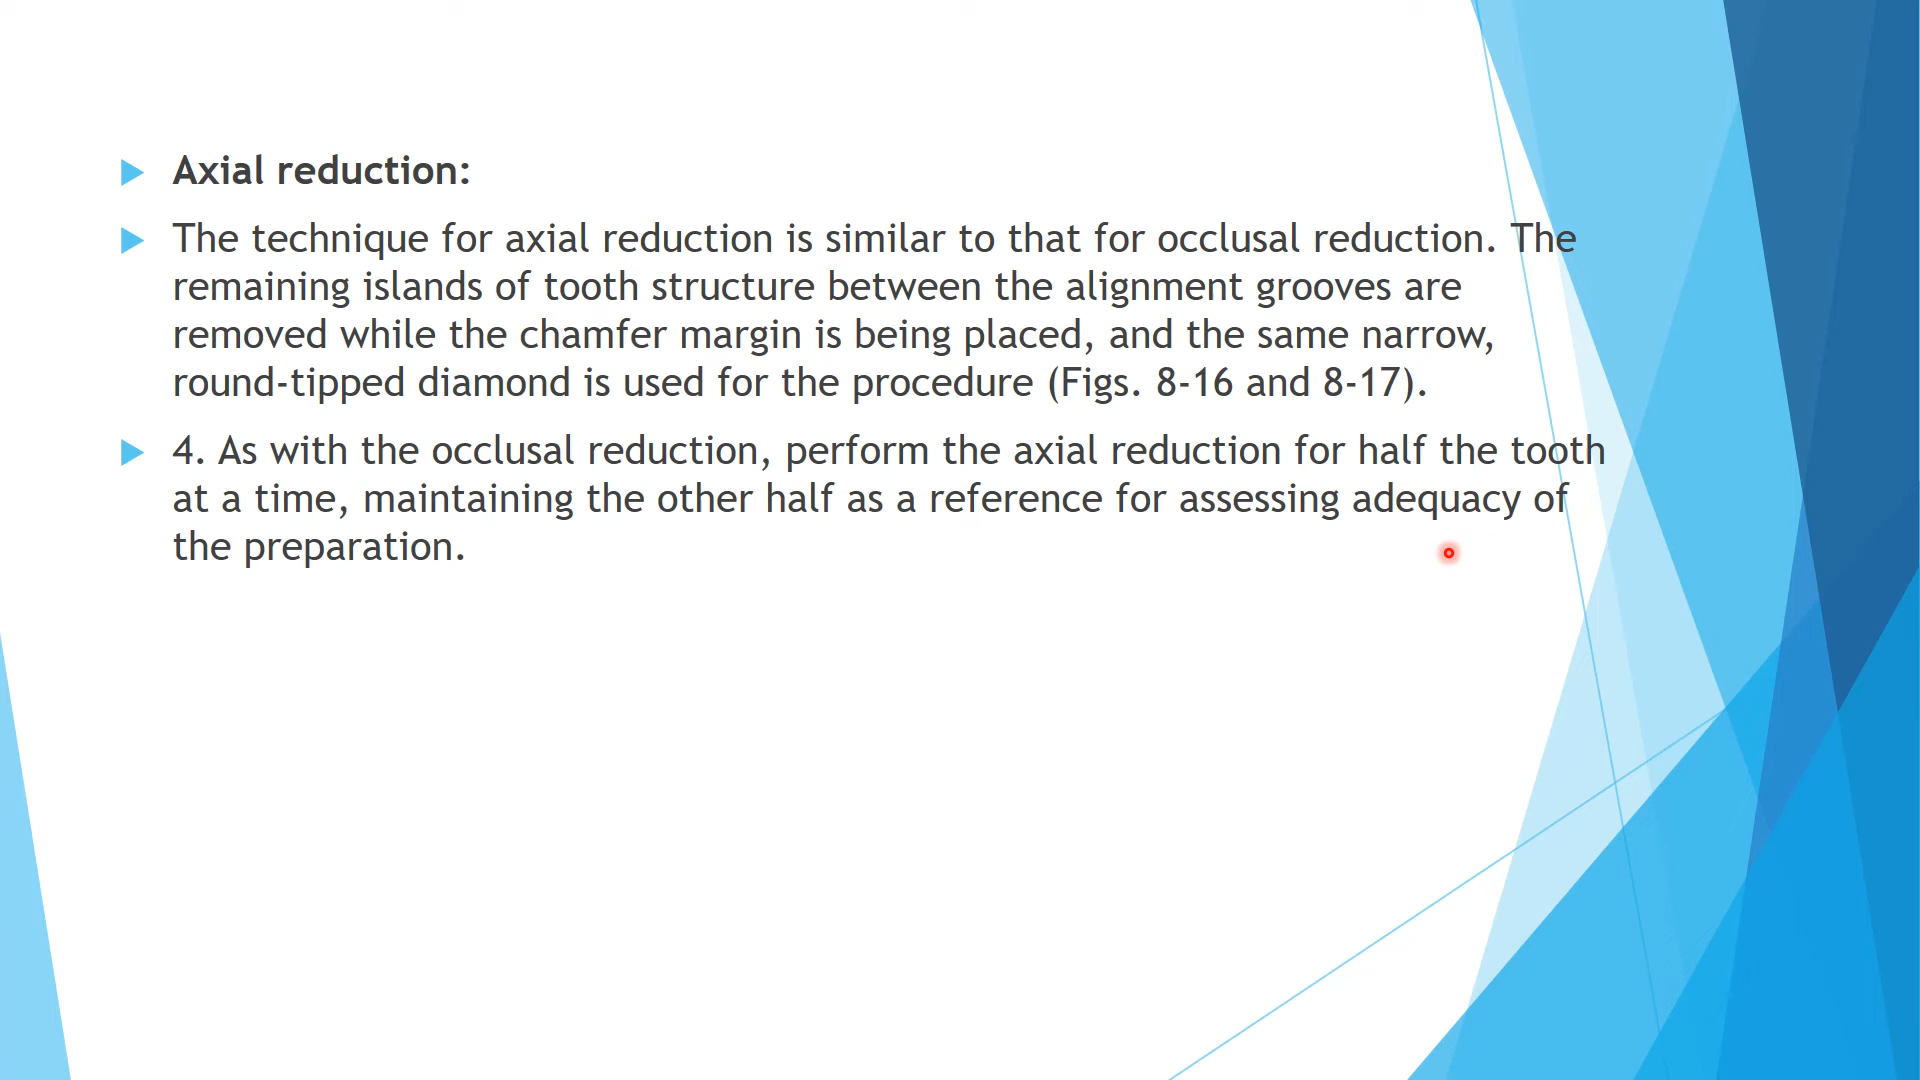 Axial reduction:
The technique for axial reduction is similar to that for occlusal reduction. The
remaining islands of tooth structure between the alignment grooves are
removed while the chamfer margin is being placed, and the same narrow,
round-tipped diamond is used for the procedure (Figs. 8-16 and 8-17).
4. As with the occlusal reduction, perform the axial reduction for half the tooth
at a time, maintaining the other half as a reference for assessing adequacy of
the preparation.